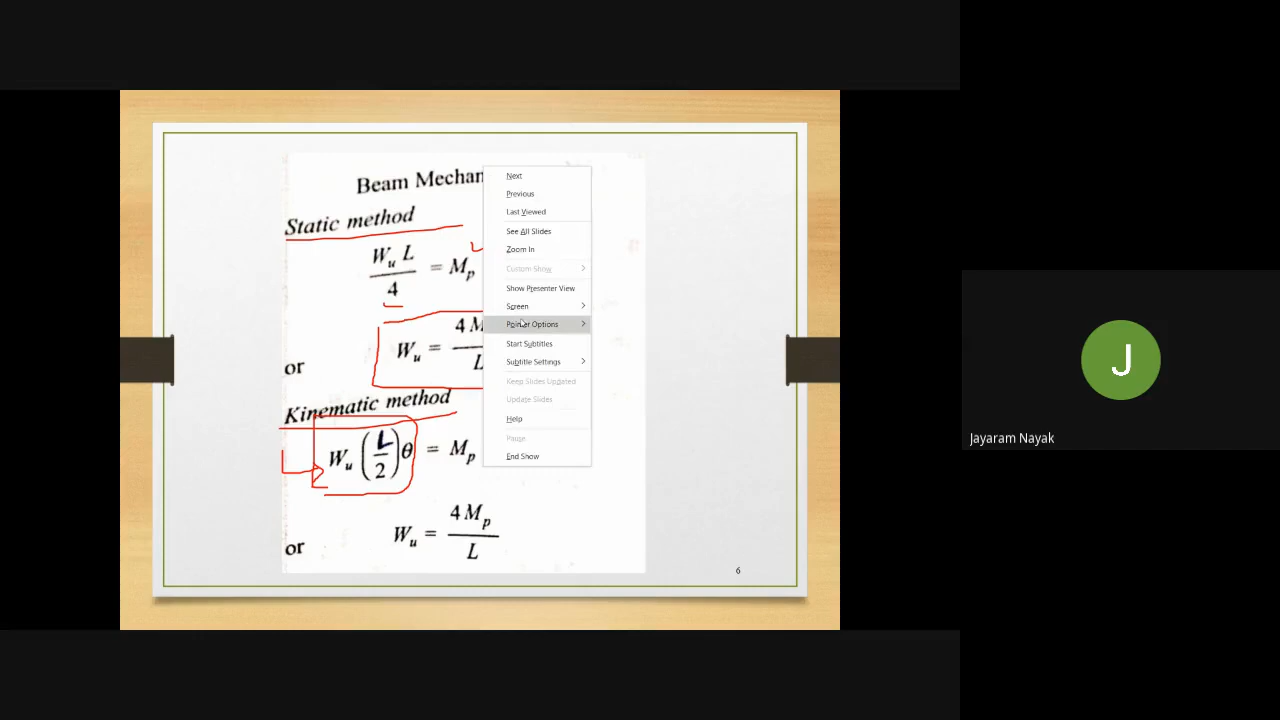 Beam Mechan
Static method
W_u L / 4 = M_p
or
W_u = 4 M / L
Kinematic method
W_u (L/2) θ = M_p
or
W_u = 4 M_p / L
6
Next
Previous
Last Viewed
See All Slides
Zoom In
Custom Show
Show Presenter View
Screen
Pointer Options
Start Subtitles
Subtitle Settings
Keep Slides Updated
Update Slides
Help
Pause
End Show
J
Jayaram Nayak